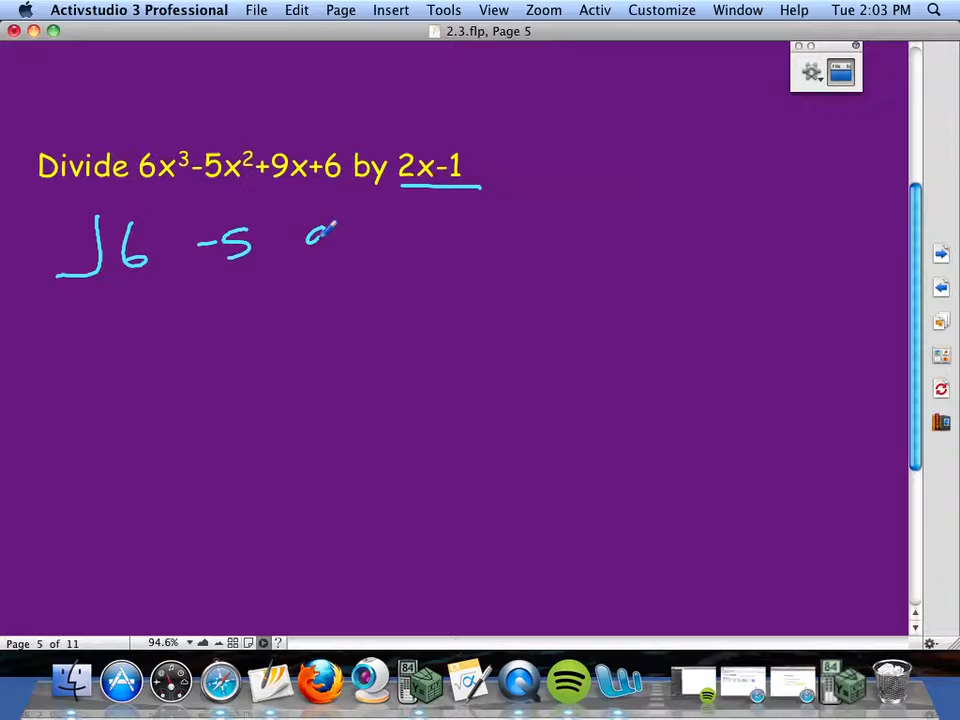 Activstudio 3 Professional File Edit Page Insert Tools View Zoom Activ Customize Window Help Tue 2:03 PM
2.3.flp, Page 5
Divide 6x³-5x²+9x+6 by 2x-1
6 -5
Page 5 of 11 94.6% ?
84 84